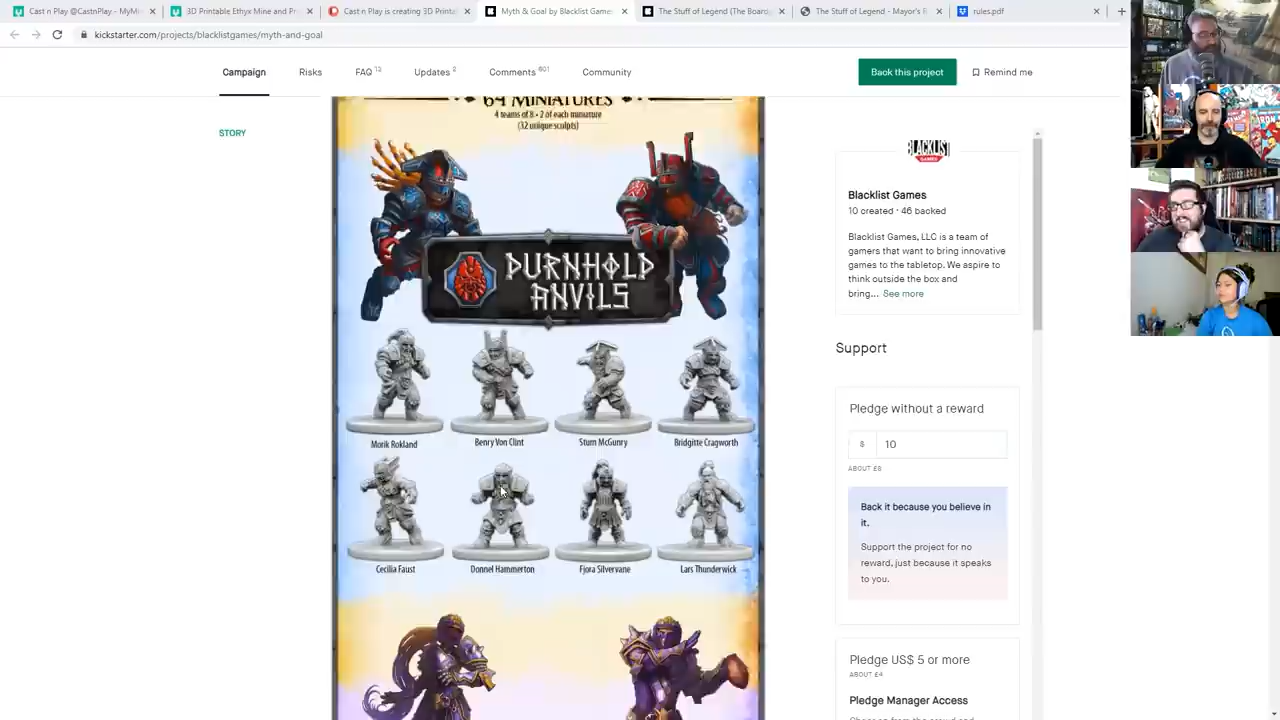 Cast n Play @CastnPlay. - MyMi
3D Printable Ethyx Mine and Pr
Cast n Play is creating 3D Printa
Myth & Goal by Blacklist Games
The Stuff of Legend (The Board
The Stuff of Legend - Mayor's B
rules.pdf
kickstarter.com/projects/blacklistgames/myth-and-goal
Campaign
Risks
FAQ 13
Updates 2
Comments 601
Community
Back this project
Remind me
STORY
64 MINIATURES
4 teams of 8 • 2 of each miniature
(32 unique sculpts)
DURNHOLD
ANVILS
Morik Rokland
Benry Von Clint
Sturn McGunry
Bridgitte Cragworth
Cecilia Faust
Donnel Hammerton
Fjora Silvervane
Lars Thunderwick
BLACKLIST
GAMES
Blacklist Games
10 created · 46 backed
Blacklist Games, LLC is a team of
gamers that want to bring innovative
games to the tabletop. We aspire to
think outside the box and
bring... See more
Support
Pledge without a reward
$ 10
ABOUT £8
Back it because you believe in
it.
Support the project for no
reward, just because it speaks
to you.
Pledge US$ 5 or more
ABOUT £4
Pledge Manager Access